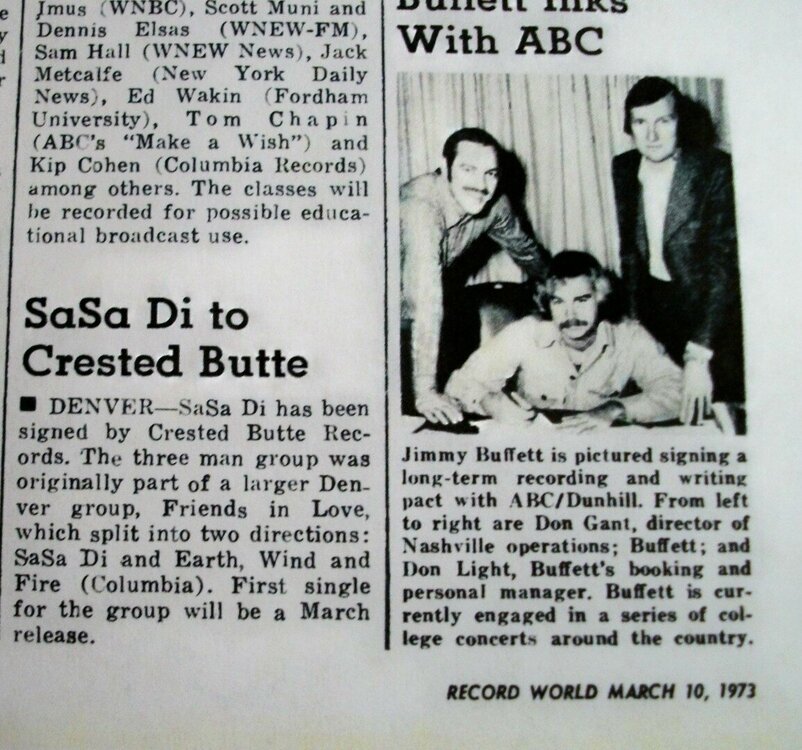 Jmus (WNBC), Scott Muni and
Dennis Elsas (WNEW-FM),
Sam Hall (WNEW News), Jack
Metcalfe (New York Daily
News), Ed Wakin (Fordham
University), Tom Chapin
(ABC's "Make a Wish") and
Kip Cohen (Columbia Records)
among others. The classes will
be recorded for possible educa-
tional broadcast use.
SaSa Di to
Crested Butte
■ DENVER—SaSa Di has been
signed by Crested Butte Rec-
ords. The three man group was
originally part of a larger Den-
ver group, Friends in Love,
which split into two directions:
SaSa Di and Earth, Wind and
Fire (Columbia). First single
for the group will be a March
release.
Buffett Inks
With ABC
Jimmy Buffett is pictured signing a
long-term recording and writing
pact with ABC/Dunhill. From left
to right are Don Gant, director of
Nashville operations; Buffett; and
Don Light, Buffett's booking and
personal manager. Buffett is cur-
rently engaged in a series of col-
lege concerts around the country.
RECORD WORLD MARCH 10, 1973